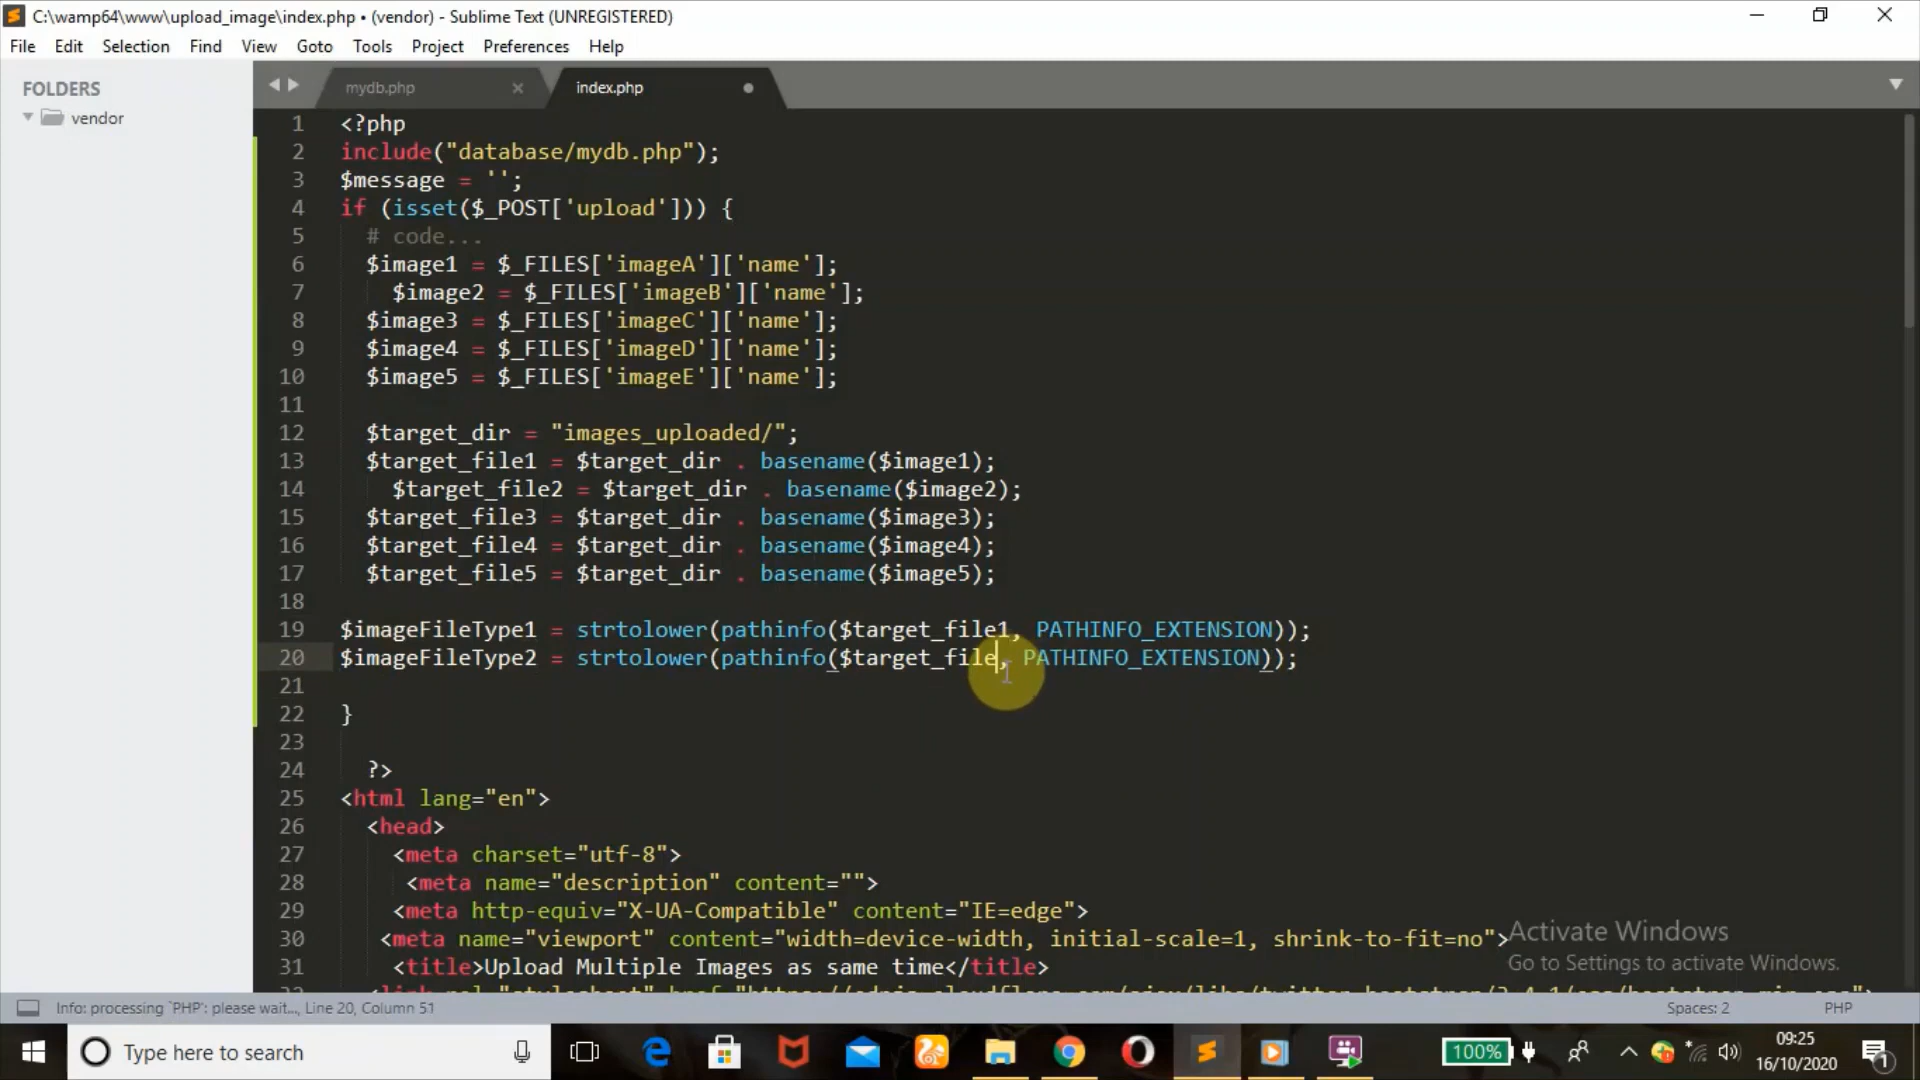 C:\wamp64\www\upload_image\index.php • (vendor) - Sublime Text (UNREGISTERED)
File Edit Selection Find View Goto Tools Project Preferences Help
FOLDERS
vendor
mydb.php
index.php
1 <?php
2 include("database/mydb.php");
3 $message = '';
4 if (isset($_POST['upload'])) {
5 # code...
6 $image1 = $_FILES['imageA']['name'];
7 $image2 = $_FILES['imageB']['name'];
8 $image3 = $_FILES['imageC']['name'];
9 $image4 = $_FILES['imageD']['name'];
10 $image5 = $_FILES['imageE']['name'];
11
12 $target_dir = "images_uploaded/";
13 $target_file1 = $target_dir . basename($image1);
14 $target_file2 = $target_dir . basename($image2);
15 $target_file3 = $target_dir . basename($image3);
16 $target_file4 = $target_dir . basename($image4);
17 $target_file5 = $target_dir . basename($image5);
18
19 $imageFileType1 = strtolower(pathinfo($target_file1, PATHINFO_EXTENSION));
20 $imageFileType2 = strtolower(pathinfo($target_file, PATHINFO_EXTENSION));
21
22 }
23
24 ?>
25 <html lang="en">
26 <head>
27 <meta charset="utf-8">
28 <meta name="description" content="">
29 <meta http-equiv="X-UA-Compatible" content="IE=edge">
30 <meta name="viewport" content="width=device-width, initial-scale=1, shrink-to-fit=no">
31 <title>Upload Multiple Images as same time</title>
Activate Windows
Go to Settings to activate Windows.
Info: processing `PHP`: please wait..., Line 20, Column 51
Spaces: 2
PHP
Type here to search
100%
09:25
16/10/2020
1